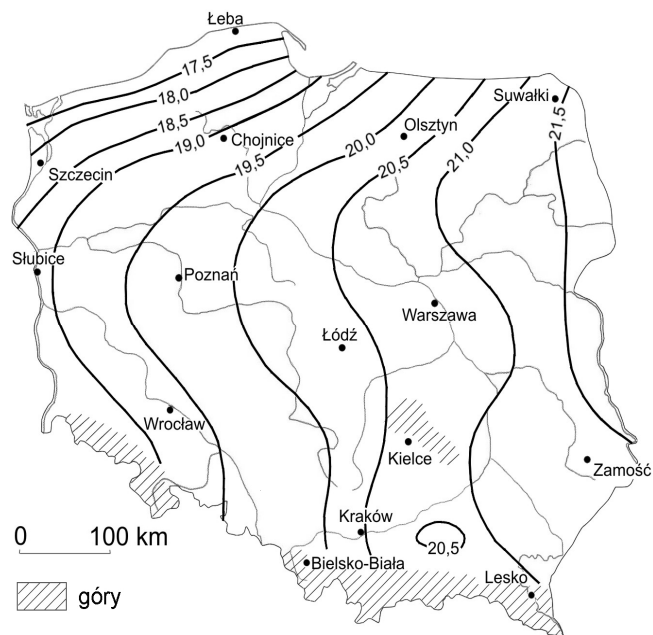 Łeba
17,5
18,0
Suwałki
18,5
Olsztyn
21,5
19,0
Chojnice
20,0
19,5
20,5
21,0
Szczecin
Słubice
Poznań
Warszawa
Łódź
Wrocław
Kielce
Zamość
Kraków
0 100 km
20,5
Bielsko-Biała
Lesko
góry